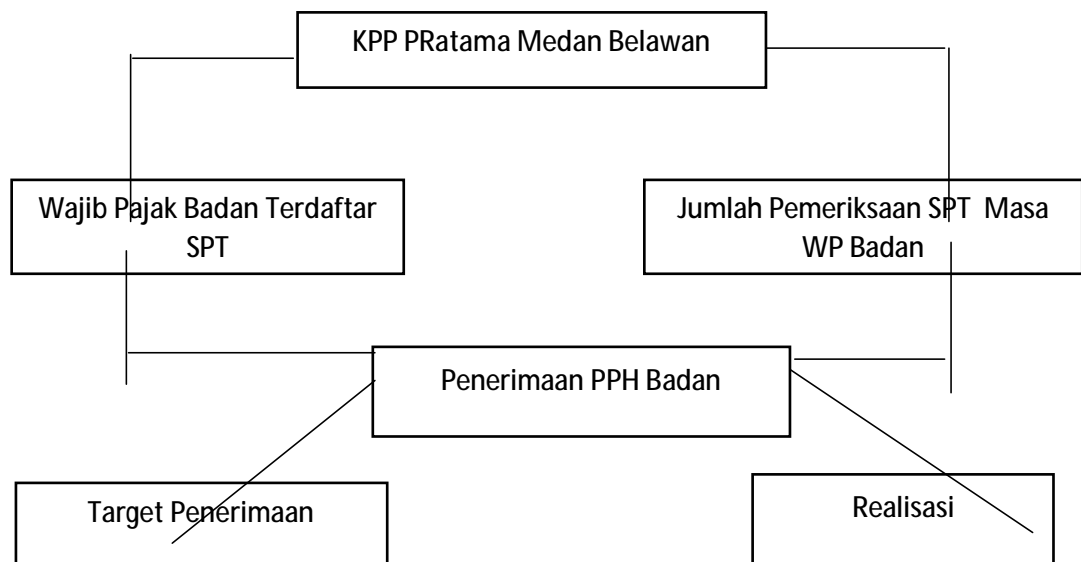 KPP PRatama Medan Belawan
Wajib Pajak Badan Terdaftar
SPT
Jumlah Pemeriksaan SPT Masa
WP Badan
Penerimaan PPH Badan
Target Penerimaan
Realisasi